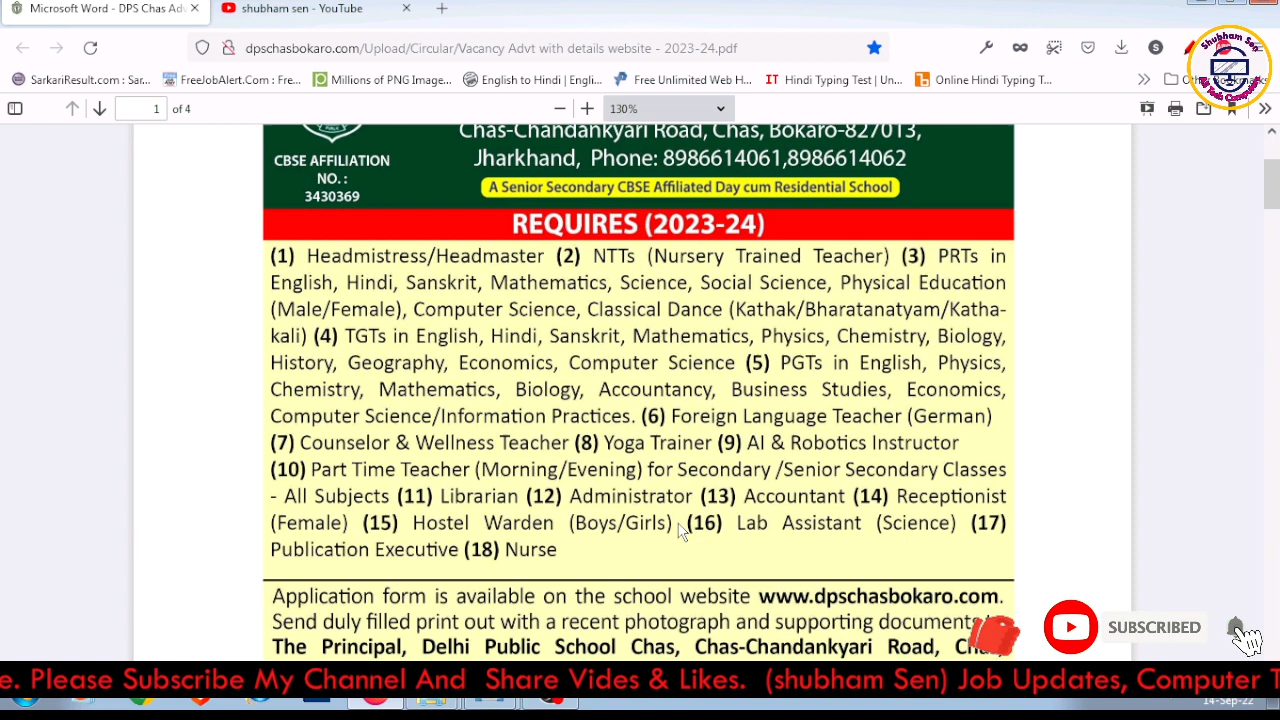 Microsoft Word - DPS Chas Adv
shubham sen - YouTube
dpschasbokaro.com/Upload/Circular/Vacancy Advt with details website - 2023-24.pdf
SarkariResult.com : Sar...
FreeJobAlert.Com : Fre...
Millions of PNG Image...
English to Hindi | Engli...
Free Unlimited Web H...
IT Hindi Typing Test | Un...
Online Hindi Typing T...
Shubham Sen
1 of 4
130%
Chas-Chandankyari Road, Chas, Bokaro-827013,
Jharkhand, Phone: 8986614061,8986614062
CBSE AFFILIATION
NO. :
3430369
A Senior Secondary CBSE Affiliated Day cum Residential School
REQUIRES (2023-24)
(1) Headmistress/Headmaster (2) NTTs (Nursery Trained Teacher) (3) PRTs in
English, Hindi, Sanskrit, Mathematics, Science, Social Science, Physical Education
(Male/Female), Computer Science, Classical Dance (Kathak/Bharatanatyam/Katha-
kali) (4) TGTs in English, Hindi, Sanskrit, Mathematics, Physics, Chemistry, Biology,
History, Geography, Economics, Computer Science (5) PGTs in English, Physics,
Chemistry, Mathematics, Biology, Accountancy, Business Studies, Economics,
Computer Science/Information Practices. (6) Foreign Language Teacher (German)
(7) Counselor & Wellness Teacher (8) Yoga Trainer (9) AI & Robotics Instructor
(10) Part Time Teacher (Morning/Evening) for Secondary /Senior Secondary Classes
- All Subjects (11) Librarian (12) Administrator (13) Accountant (14) Receptionist
(Female) (15) Hostel Warden (Boys/Girls) (16) Lab Assistant (Science) (17)
Publication Executive (18) Nurse
Application form is available on the school website www.dpschasbokaro.com.
Send duly filled print out with a recent photograph and supporting documents
The Principal, Delhi Public School Chas, Chas-Chandankyari Road,
SUBSCRIBED
e. Please Subscribe My Channel And Share Videos & Likes. (shubham Sen) Job Updates, Computer T
14-Sep-22